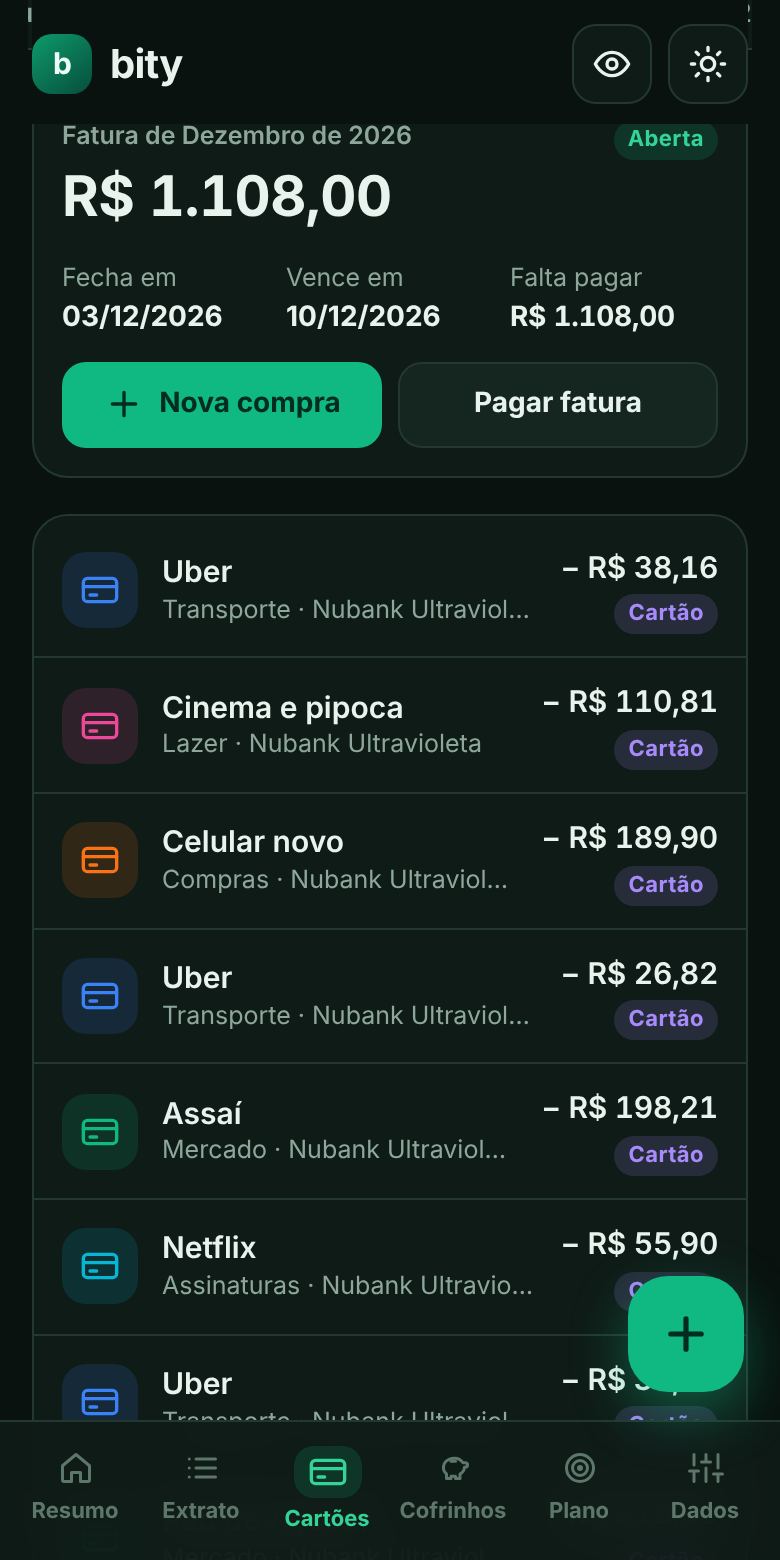 b bity
Fatura de Dezembro de 2026
Aberta
R$ 1.108,00
Fecha em
Vence em
Falta pagar
03/12/2026
10/12/2026
R$ 1.108,00
+ Nova compra
Pagar fatura
Uber
– R$ 38,16
Transporte · Nubank Ultraviol...
Cartão
Cinema e pipoca
– R$ 110,81
Lazer · Nubank Ultravioleta
Cartão
Celular novo
– R$ 189,90
Compras · Nubank Ultraviol...
Cartão
Uber
– R$ 26,82
Transporte · Nubank Ultraviol...
Cartão
Assaí
– R$ 198,21
Mercado · Nubank Ultraviol...
Cartão
Netflix
– R$ 55,90
Assinaturas · Nubank Ultravio...
+
Uber
– R$
Transporte · Nubank Ultraviol...
Cartão
Resumo
Extrato
Cartões
Cofrinhos
Plano
Dados